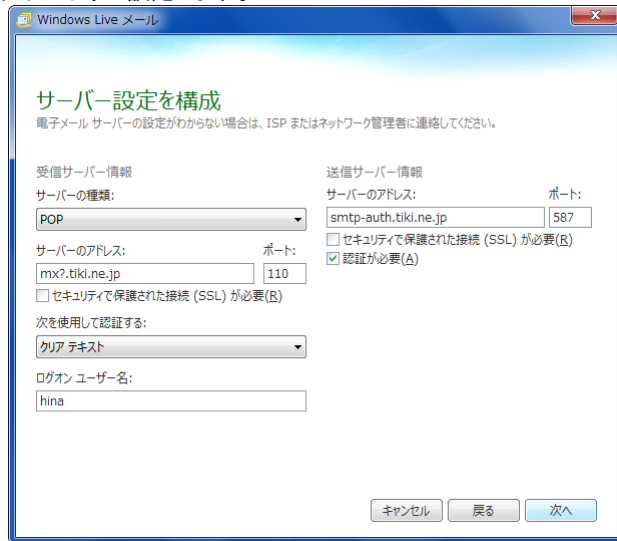 Windows Live メール
サーバー設定を構成
電子メール サーバーの設定がわからない場合は、ISP またはネットワーク管理者に連絡してください。
受信サーバー情報
サーバーの種類:
POP
サーバーのアドレス: ポート:
mx?.tiki.ne.jp 110
セキュリティで保護された接続 (SSL) が必要(R)
次を使用して認証する:
クリア テキスト
ログオン ユーザー名:
hina
送信サーバー情報
サーバーのアドレス: ポート:
smtp-auth.tiki.ne.jp 587
セキュリティで保護された接続 (SSL) が必要(R)
認証が必要(A)
キャンセル 戻る 次へ